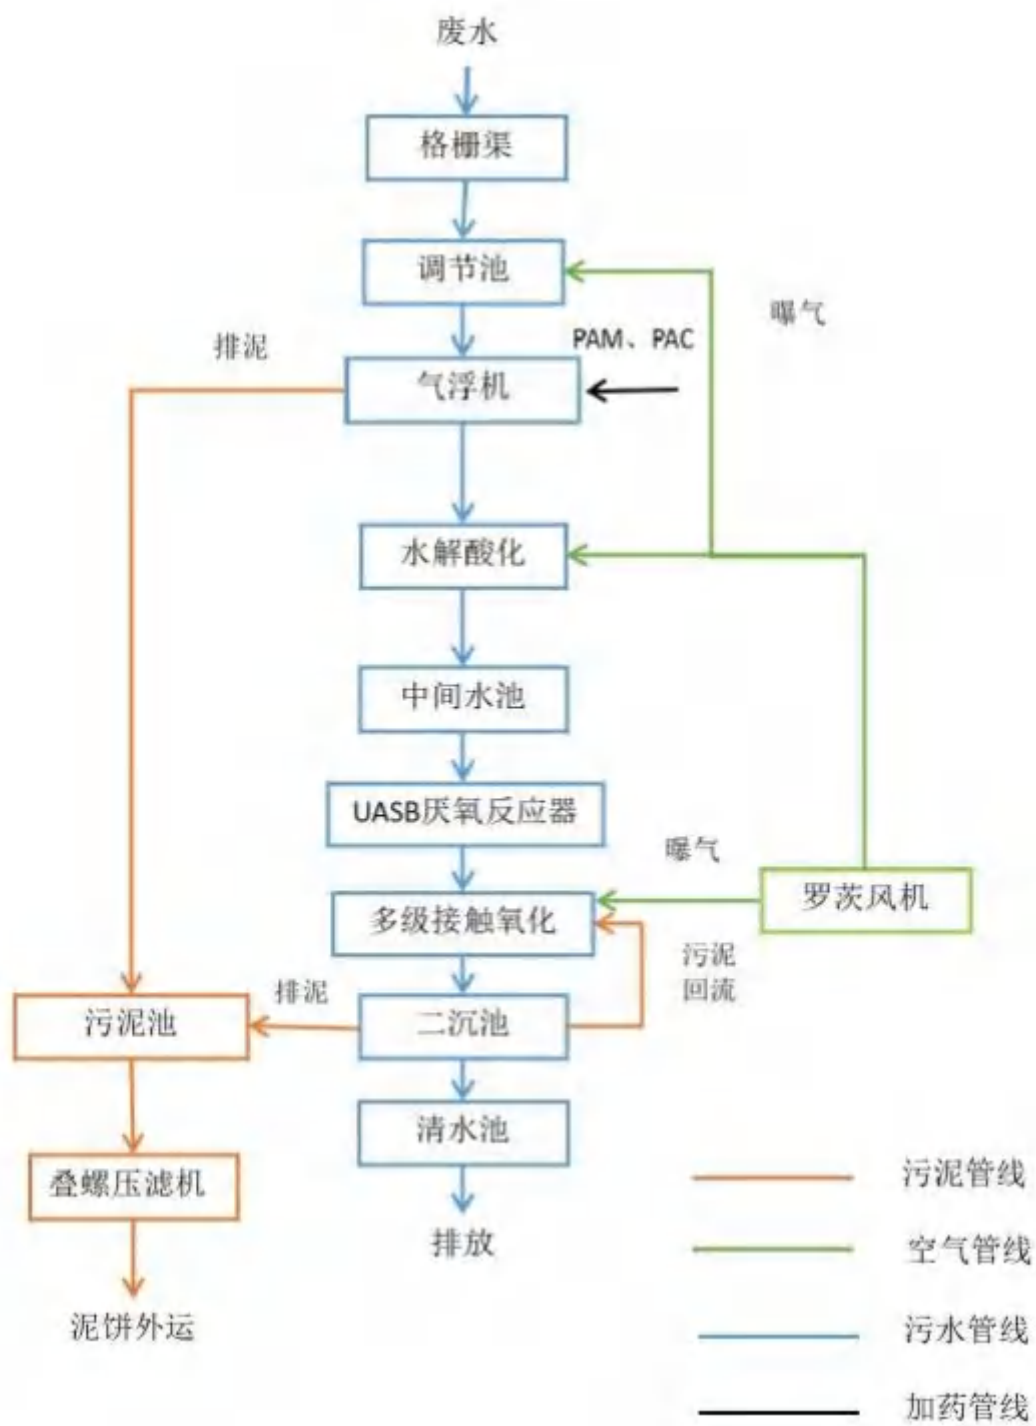 废水
格栅渠
调节池
曝气
排泥
PAM、PAC
气浮机
水解酸化
中间水池
UASB厌氧反应器
曝气
罗茨风机
多级接触氧化
污泥
回流
排泥
污泥池
二沉池
清水池
叠螺压滤机
排放
泥饼外运
污泥管线
空气管线
污水管线
加药管线